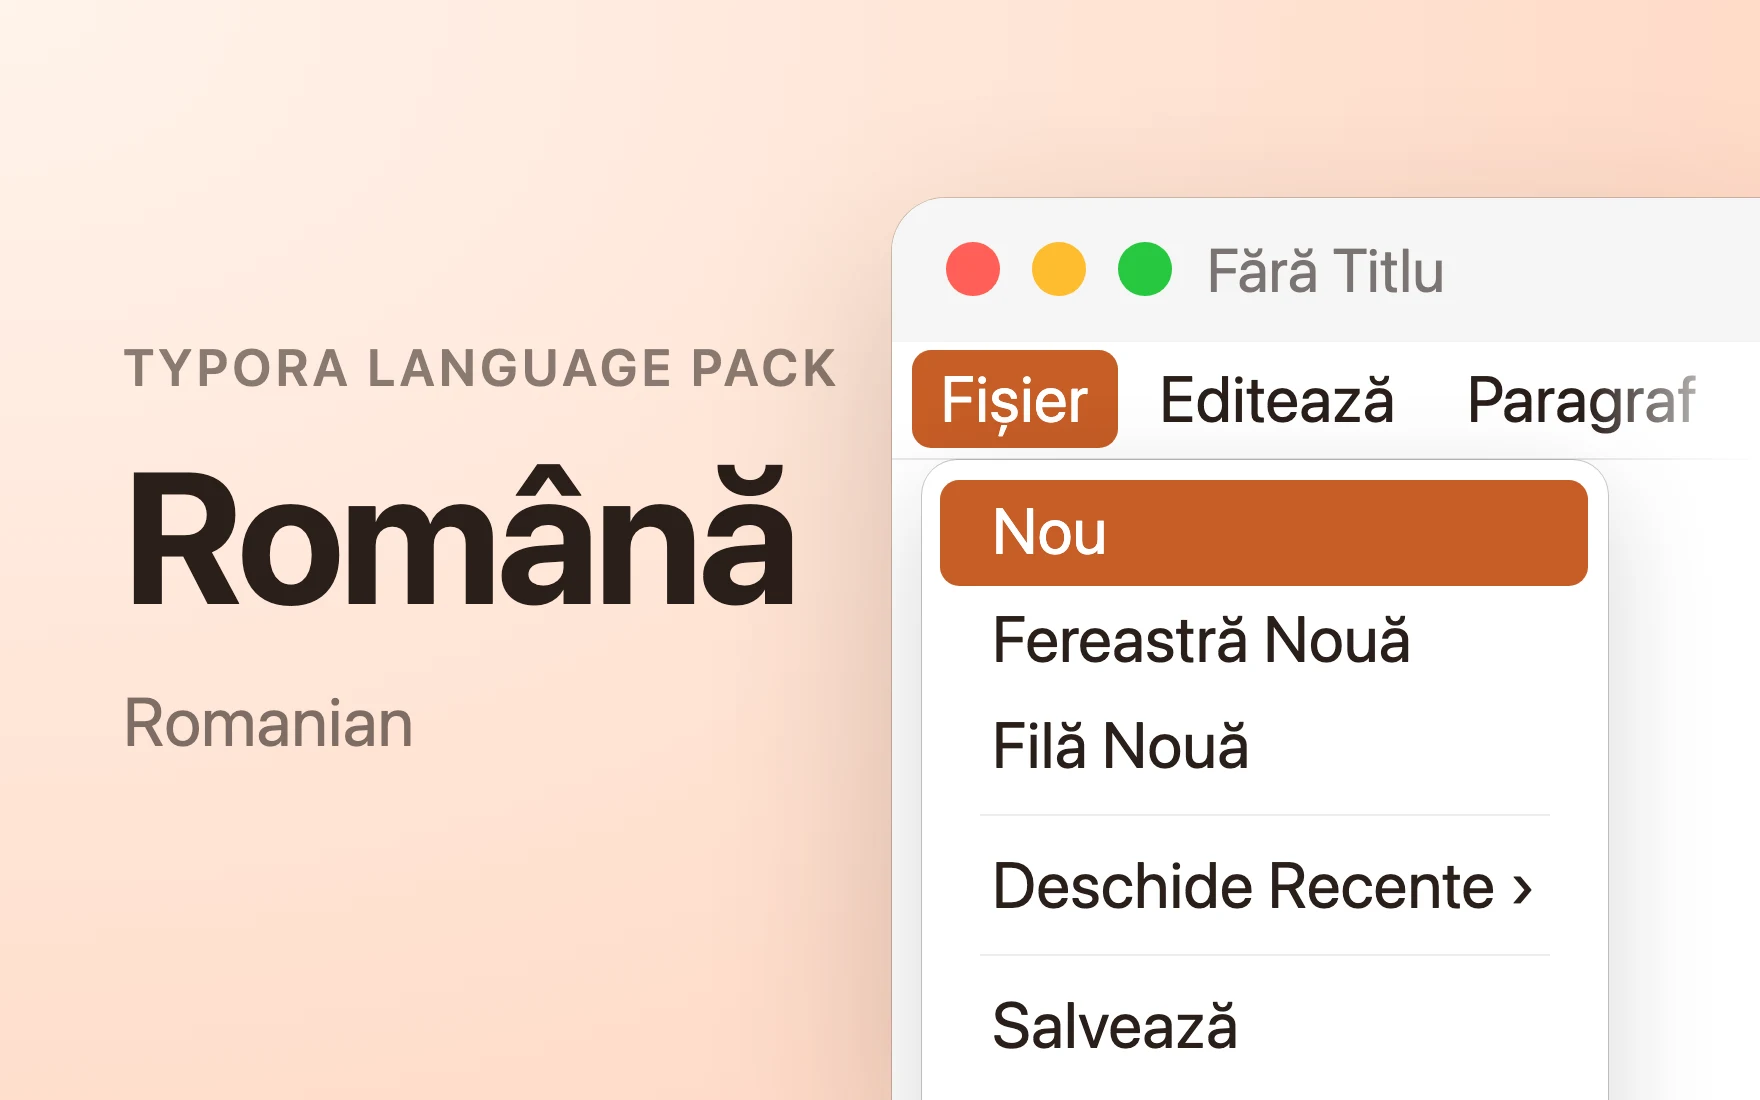 TYPORA LANGUAGE PACK
Română
Romanian
Fără Titlu
Fișier Editează Paragraf
Nou
Fereastră Nouă
Filă Nouă
Deschide Recente ›
Salvează